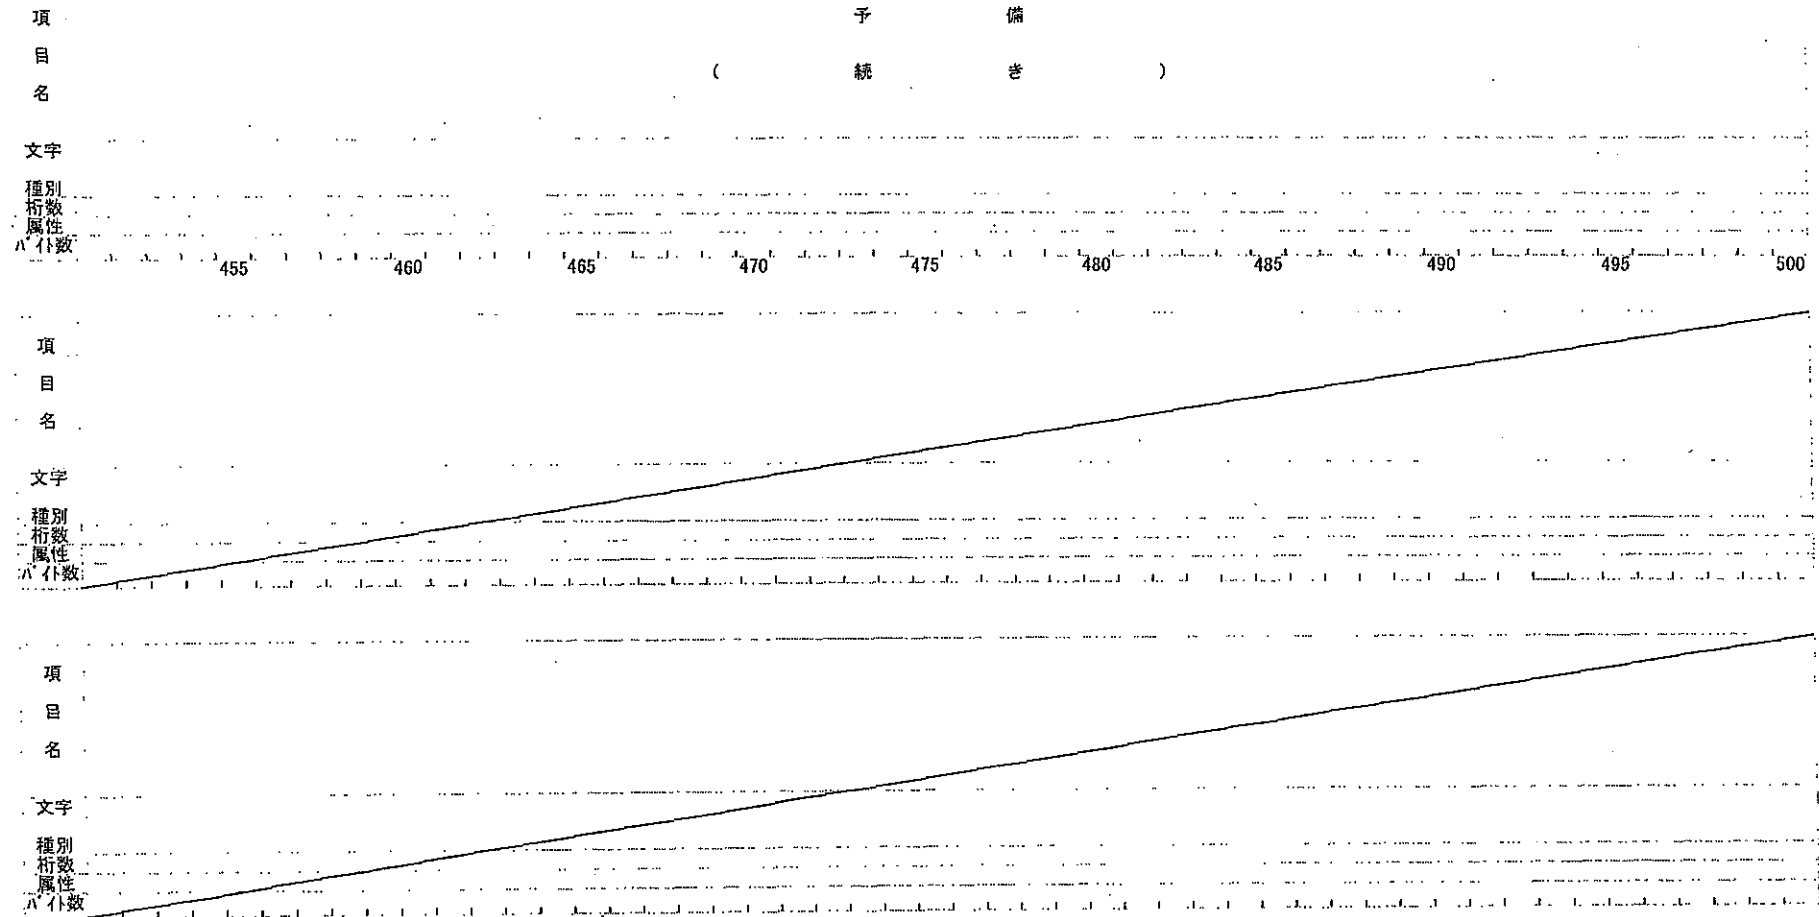 項 予 備
目
( 続 き )
名
文字
種別
桁数
属性
バイト数
455 460 465 470 475 480 485 490 495 500
項
目
名
文字
種別
桁数
属性
バイト数
項
目
名
文字
種別
桁数
属性
バイト数